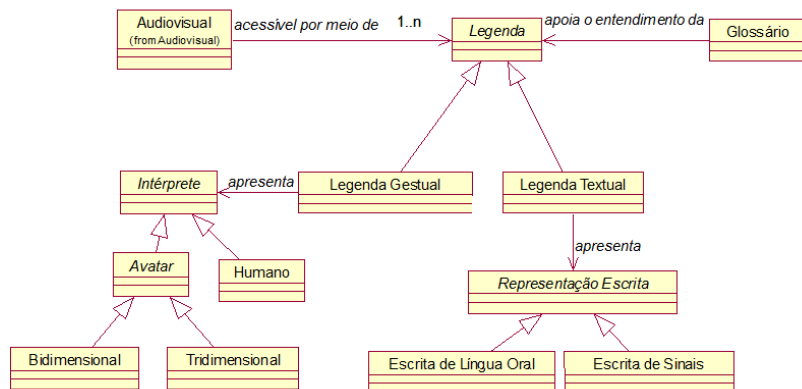 Audiovisual
(from Audiovisual)
acessível por meio de
1..n
Legenda
apoia o entendimento da
Glossário
Intérprete
apresenta
Legenda Gestual
Legenda Textual
Avatar
Humano
apresenta
Representação Escrita
Bidimensional
Tridimensional
Escrita de Língua Oral
Escrita de Sinais